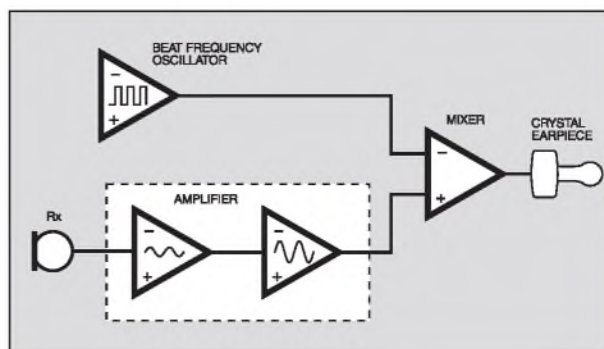 BEAT FREQUENCY
OSCILLATOR
−
+
MIXER
−
+
CRYSTAL
EARPIECE
AMPLIFIER
Rx
−
+
−
+